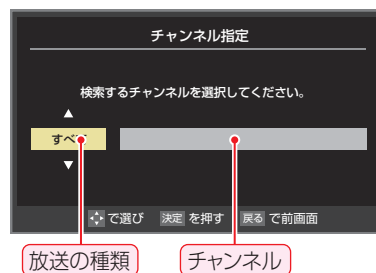 チャンネル指定
検索するチャンネルを選択してください。
▲
すべて
▼
で選び 決定 を押す 戻る で前画面
放送の種類 チャンネル